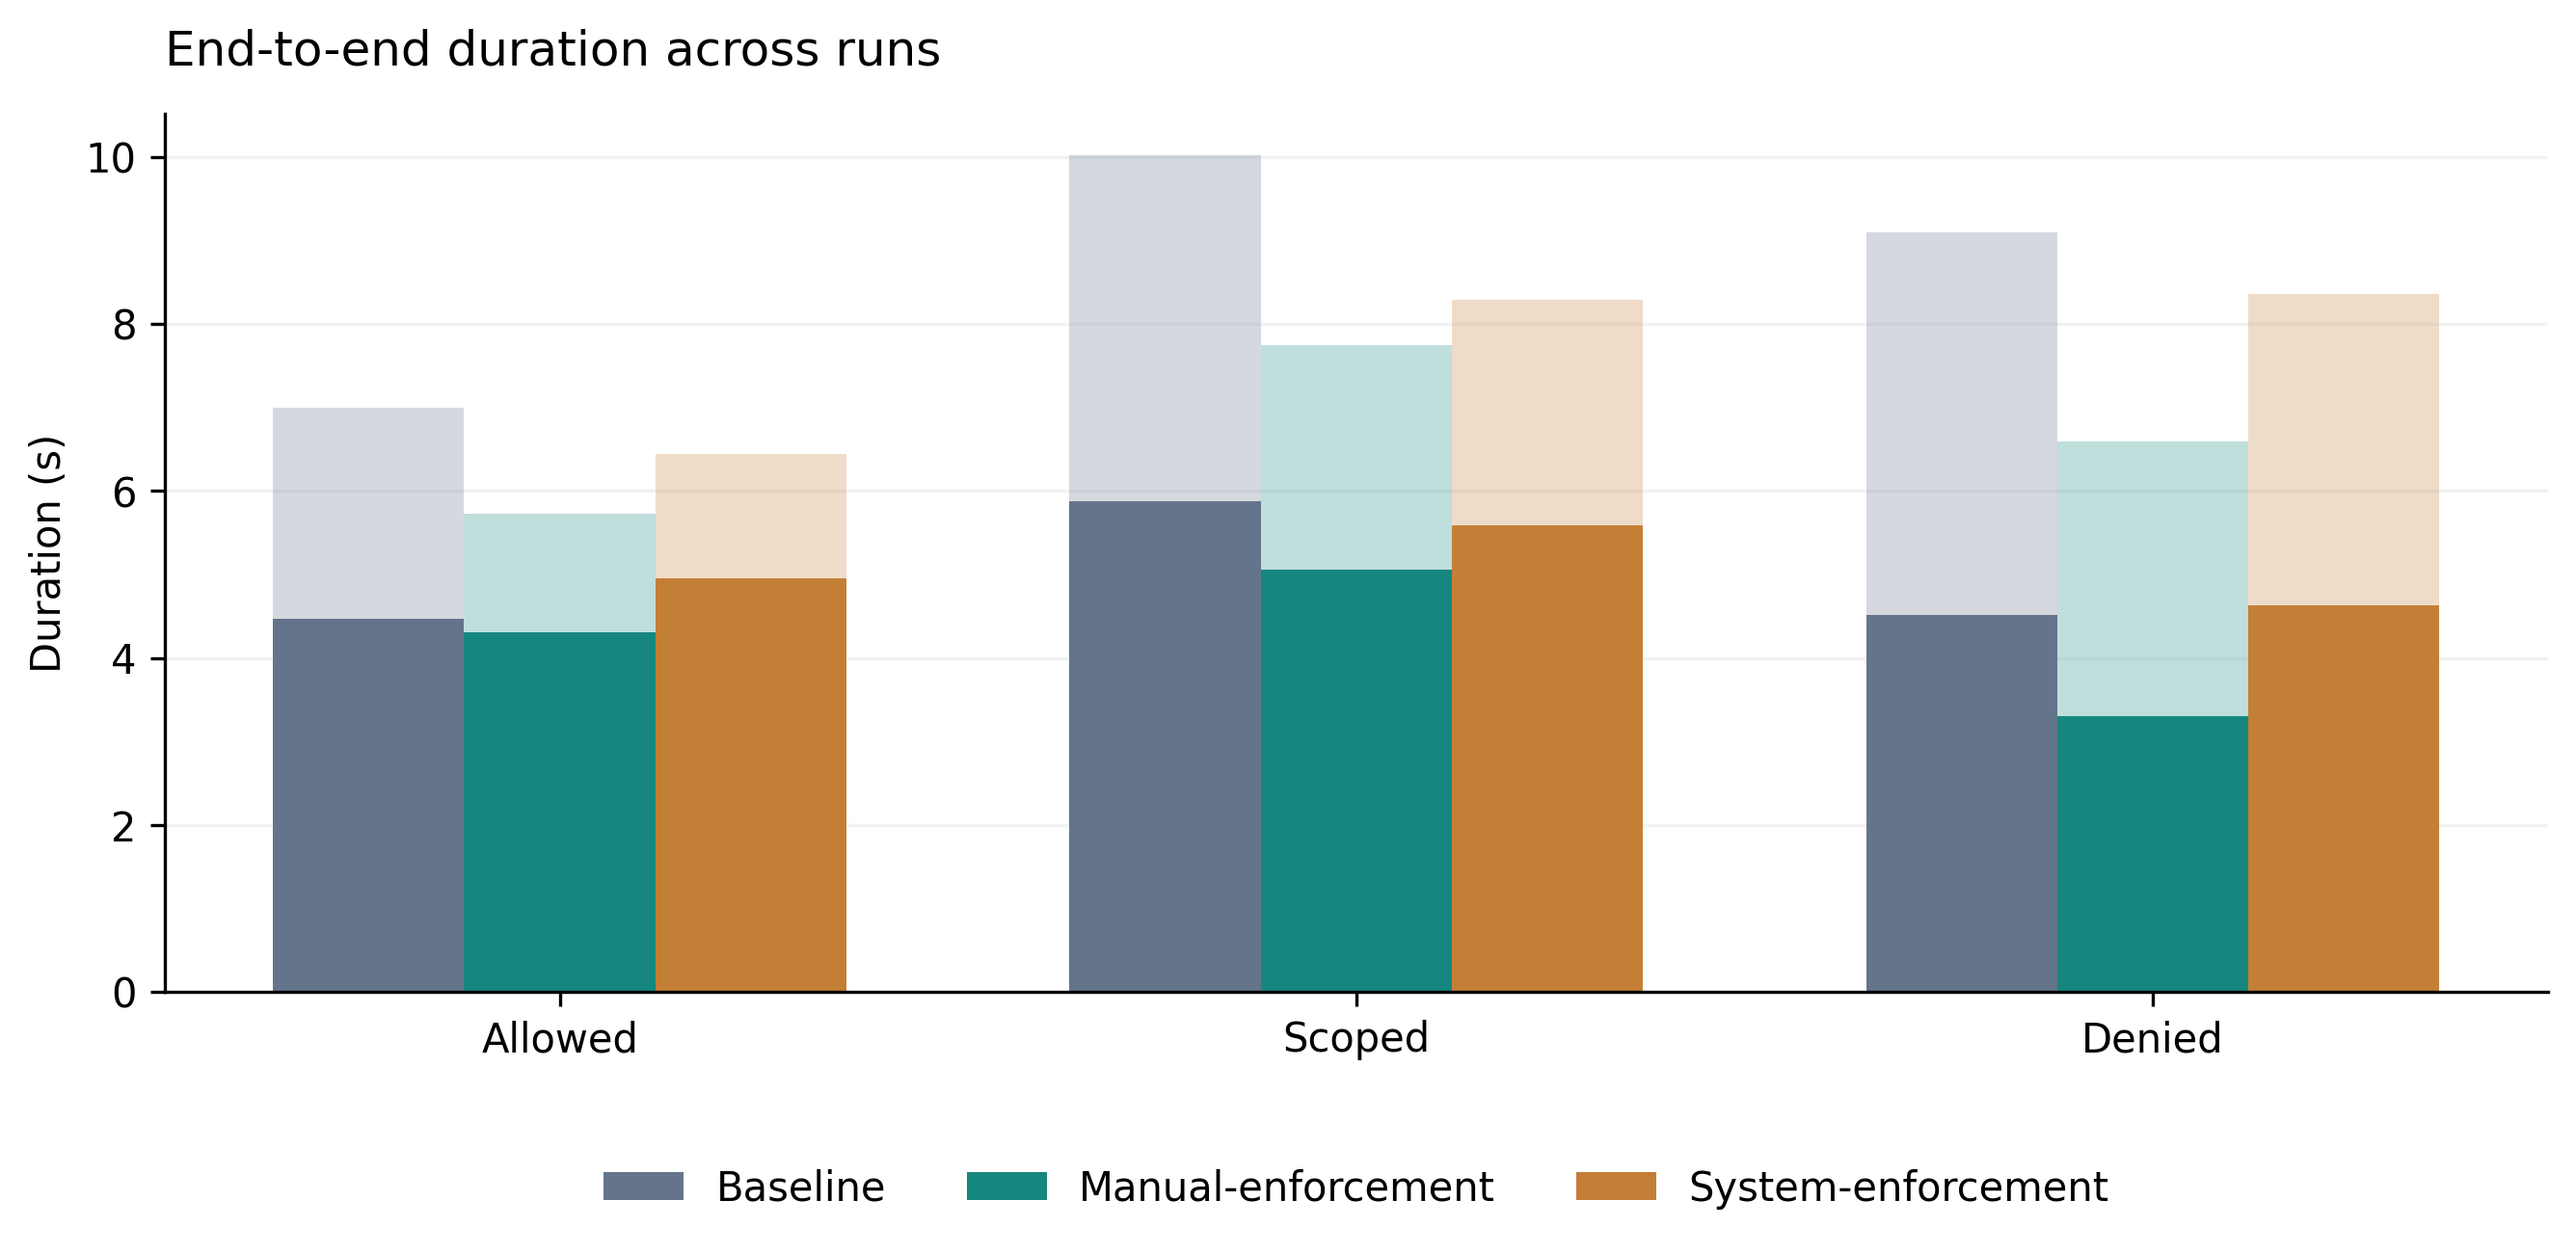 End-to-end duration across runs
Duration (s)
10
8
6
4
2
0
Allowed Scoped Denied
Baseline Manual-enforcement System-enforcement